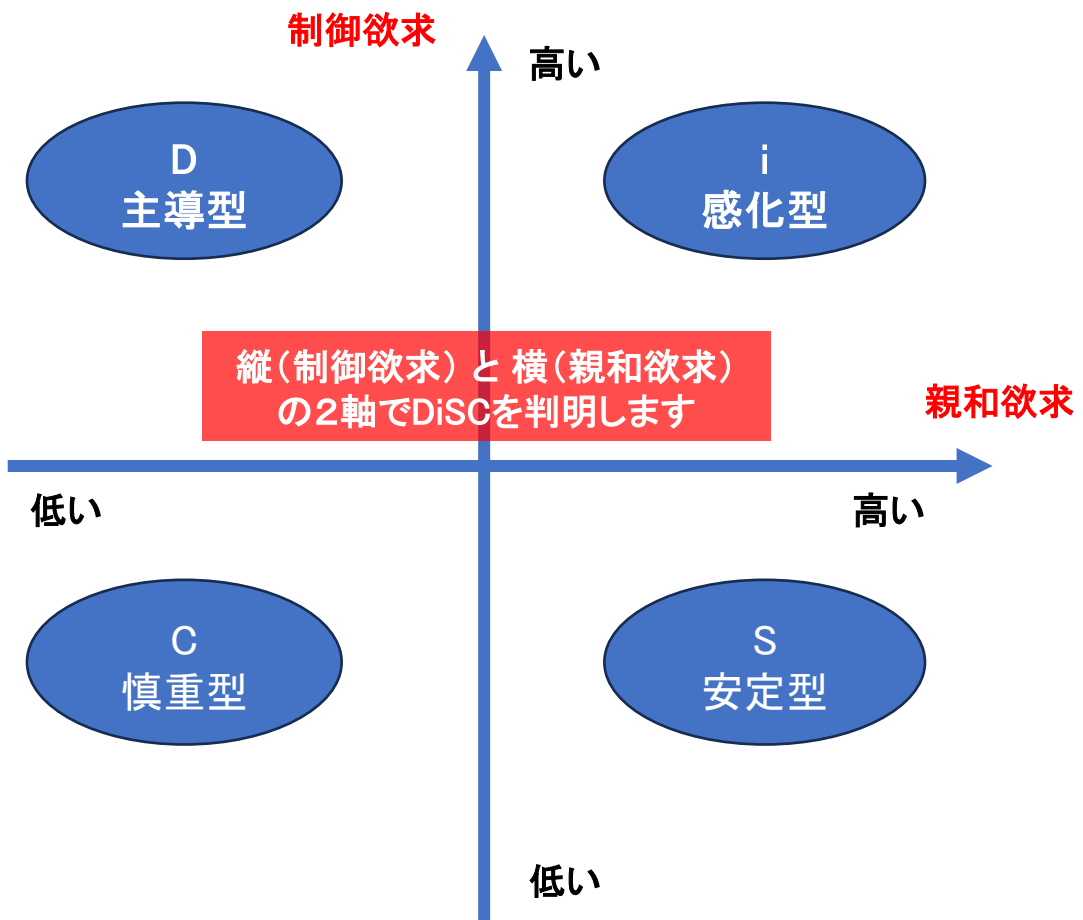 制御欲求
高い
D
主導型
i
感化型
縦(制御欲求)と 横(親和欲求)
の２軸でDiSCを判明します
親和欲求
低い
高い
C
慎重型
S
安定型
低い